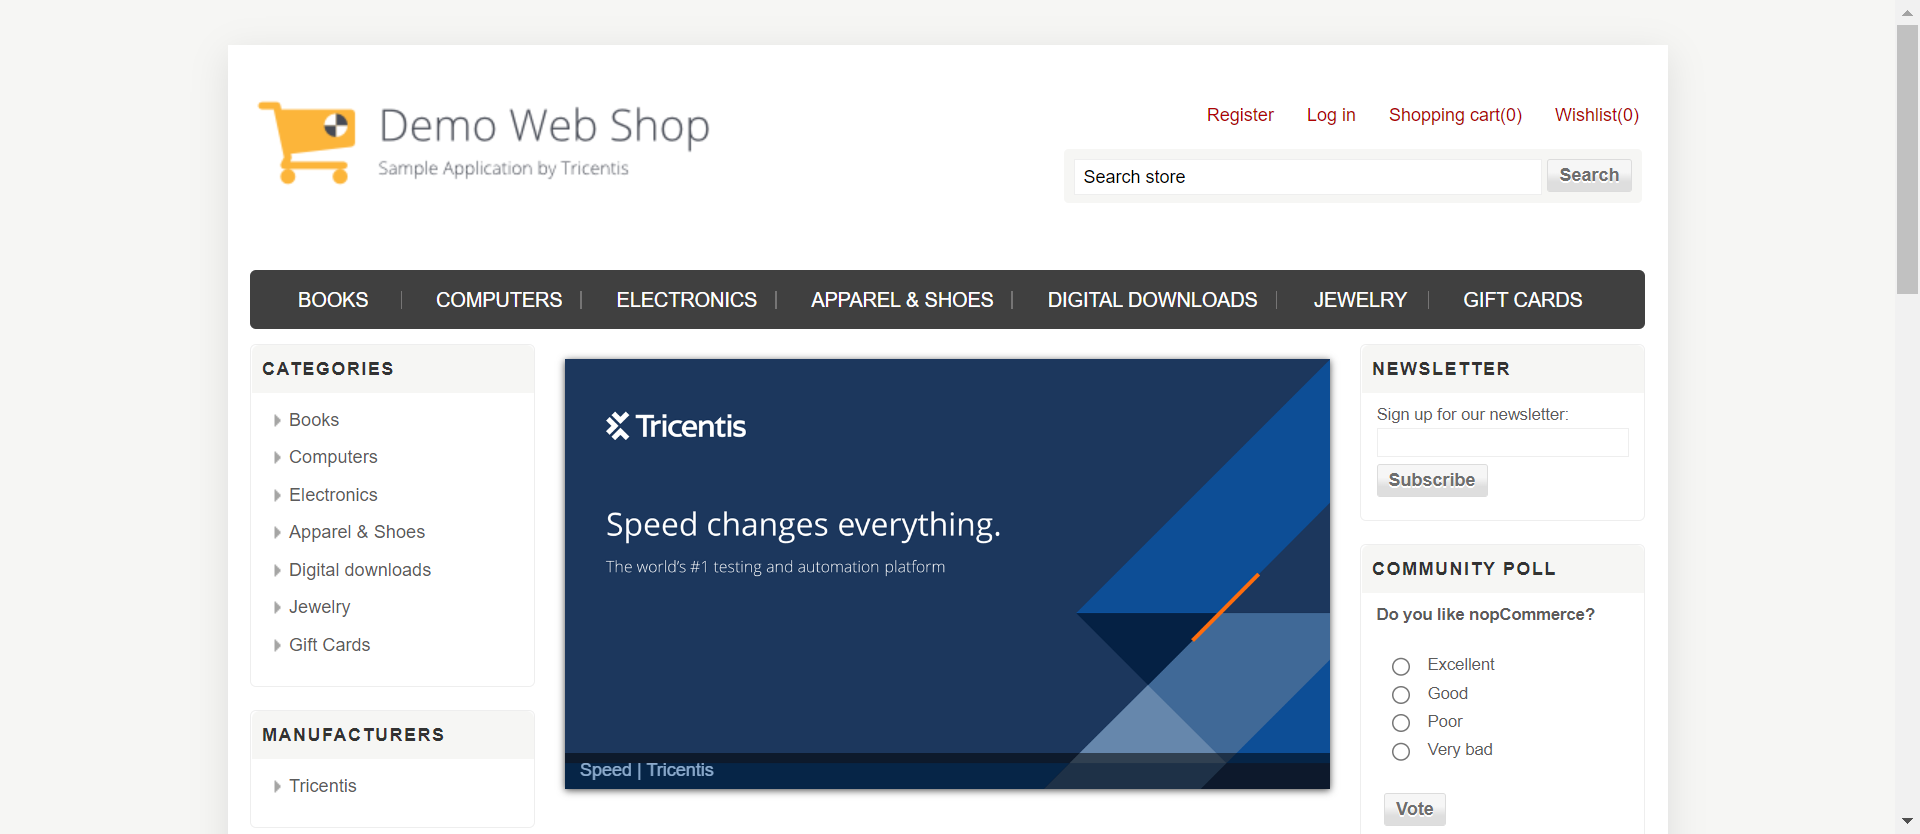 Demo Web Shop
Sample Application by Tricentis
Register Log in Shopping cart(0) Wishlist(0)
Search store Search
BOOKS COMPUTERS ELECTRONICS APPAREL & SHOES DIGITAL DOWNLOADS JEWELRY GIFT CARDS
CATEGORIES
Books
Computers
Electronics
Apparel & Shoes
Digital downloads
Jewelry
Gift Cards
MANUFACTURERS
Tricentis
Tricentis
Speed changes everything.
The world's #1 testing and automation platform
Speed | Tricentis
NEWSLETTER
Sign up for our newsletter:
Subscribe
COMMUNITY POLL
Do you like nopCommerce?
Excellent
Good
Poor
Very bad
Vote